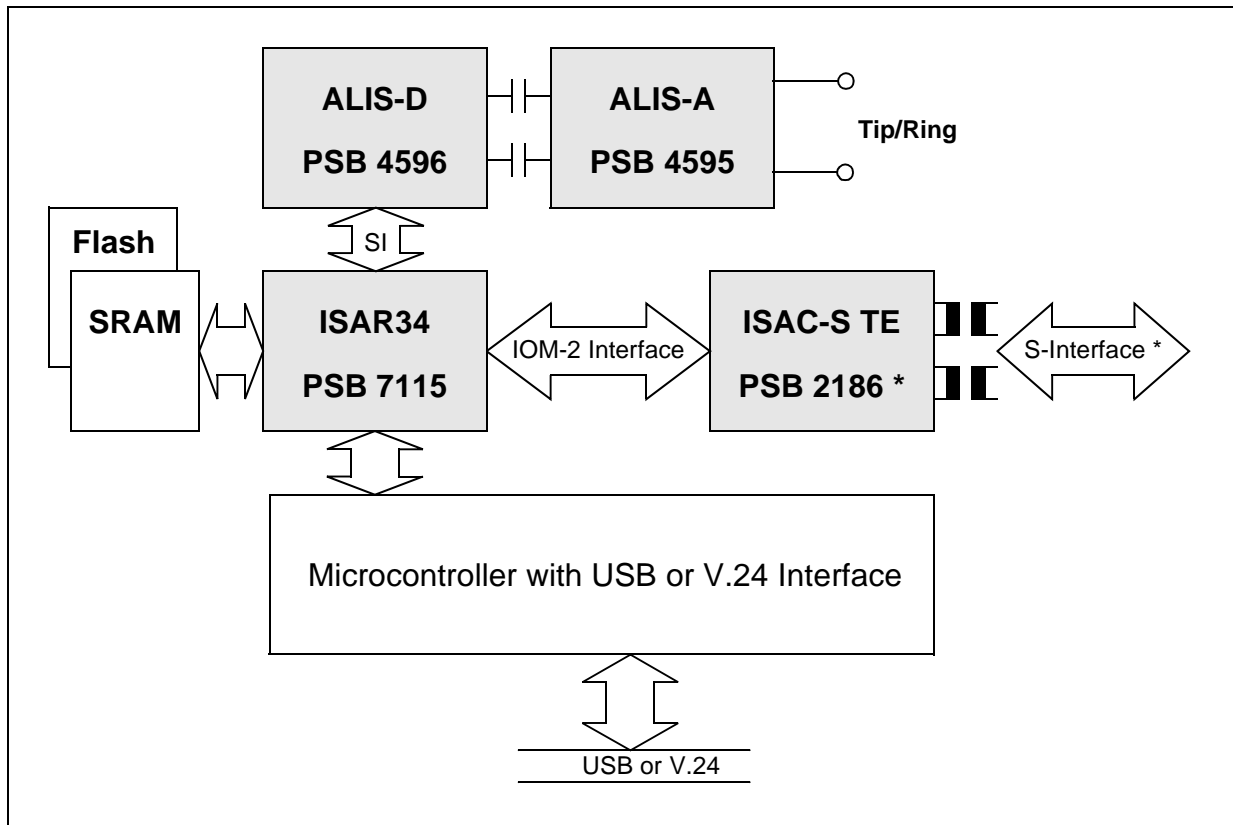 ALIS-D
PSB 4596
ALIS-A
PSB 4595
Tip/Ring
SI
Flash
SRAM
ISAR34
PSB 7115
IOM-2 Interface
ISAC-S TE
PSB 2186 *
S-Interface *
Microcontroller with USB or V.24 Interface
USB or V.24